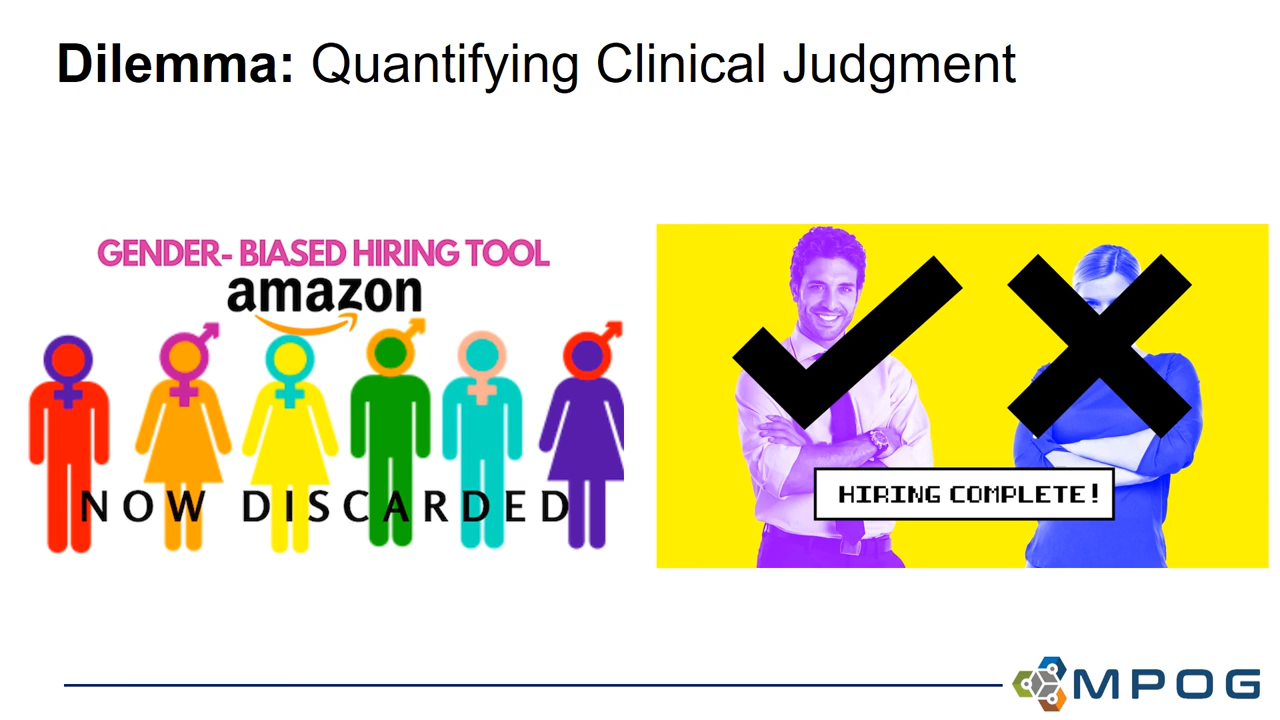 Dilemma: Quantifying Clinical Judgment
GENDER- BIASED HIRING TOOL
amazon
NOW DISCARDED
HIRING COMPLETE!
MPOG